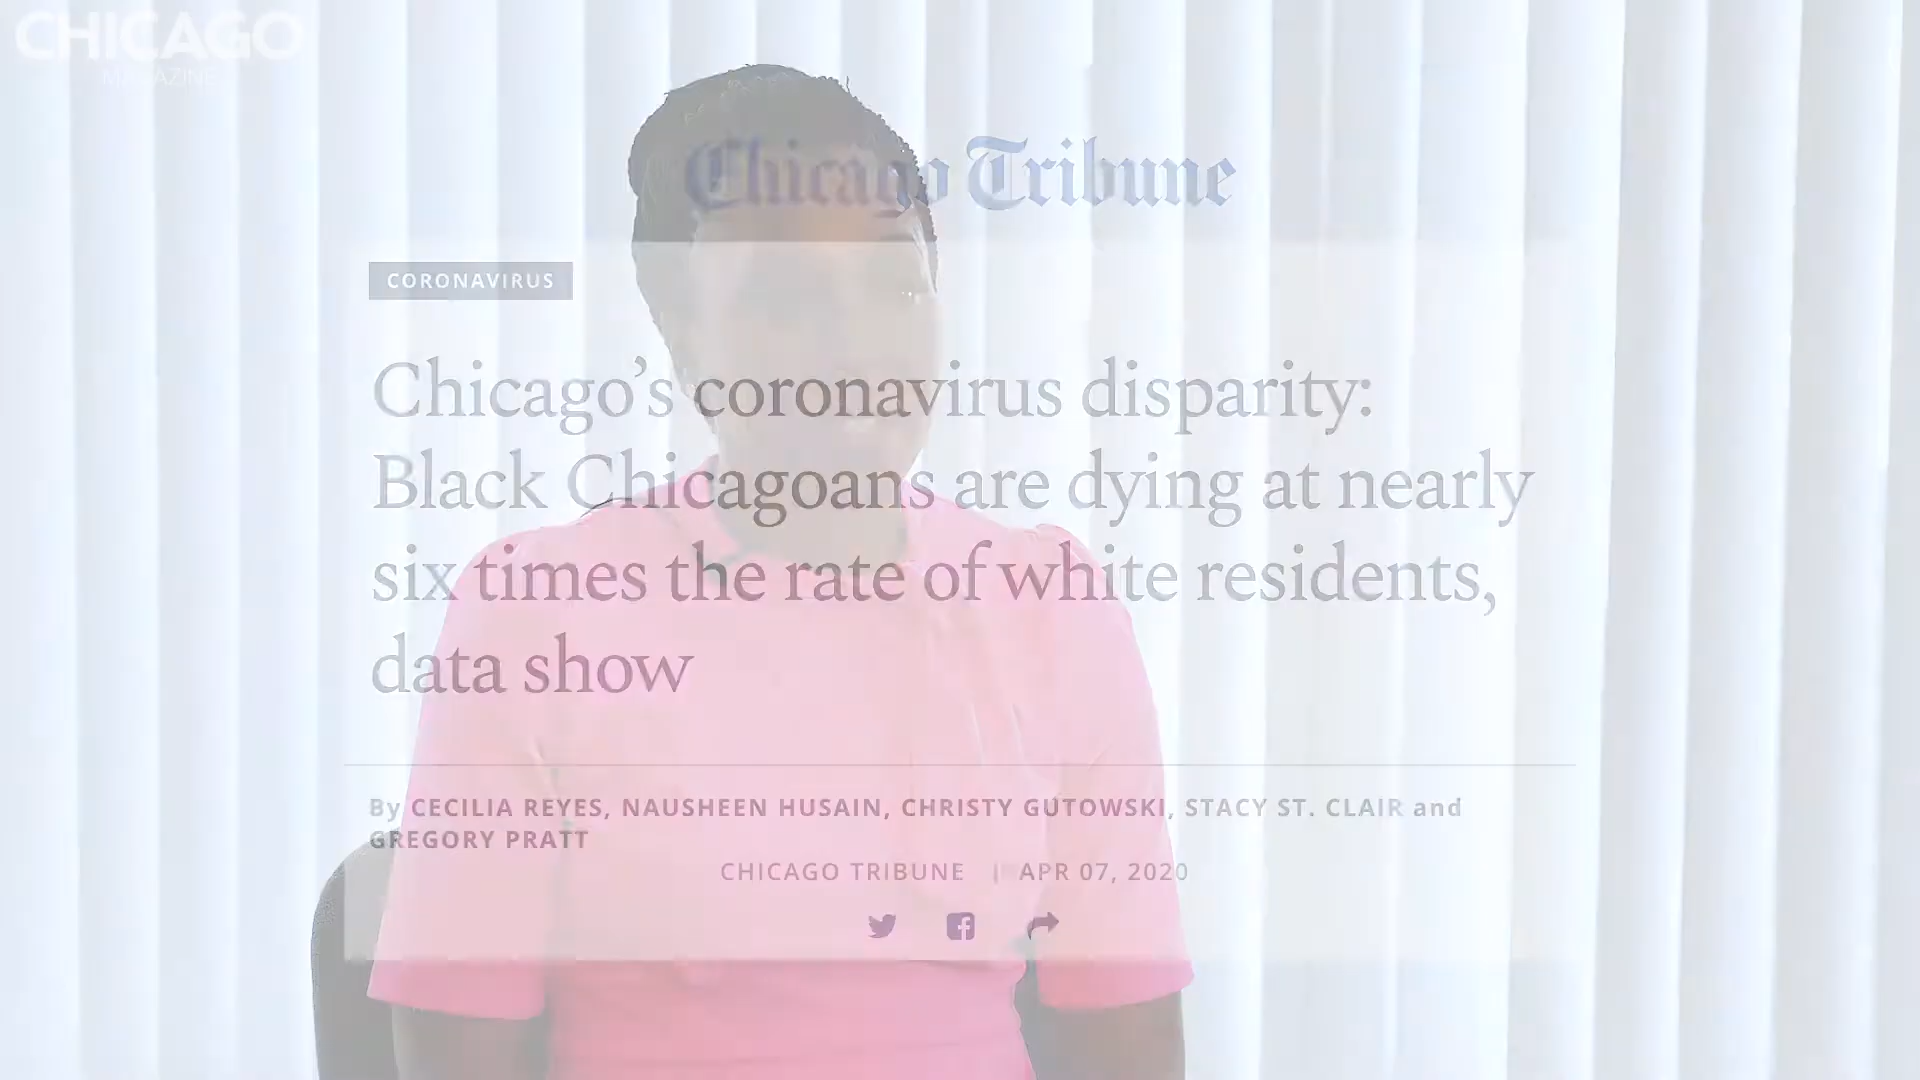 CHICAGO
MAGAZINE
Chicago Tribune
CORONAVIRUS
Chicago’s coronavirus disparity:
Black Chicagoans are dying at nearly
six times the rate of white residents,
data show
By CECILIA REYES, NAUSHEEN HUSAIN, CHRISTY GUTOWSKI, STACY ST. CLAIR and
GREGORY PRATT
CHICAGO TRIBUNE | APR 07, 2020